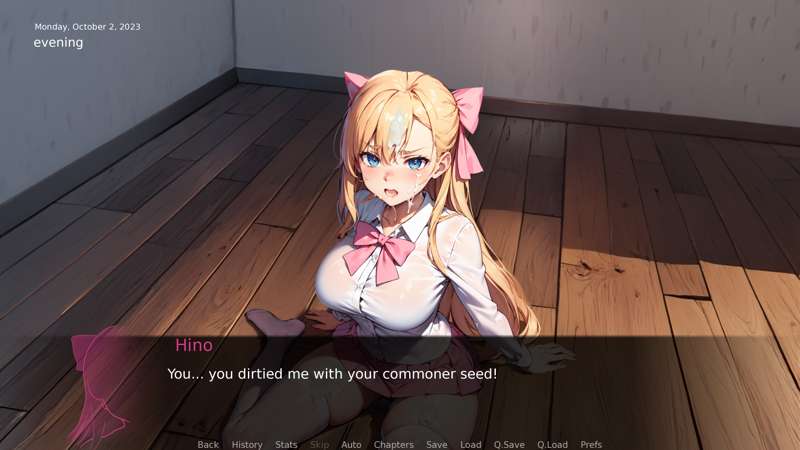 Monday, October 2, 2023
evening
Hino
You... you dirtied me with your commoner seed!
Back History Stats Skip Auto Chapters Save Load Q.Save Q.Load Prefs